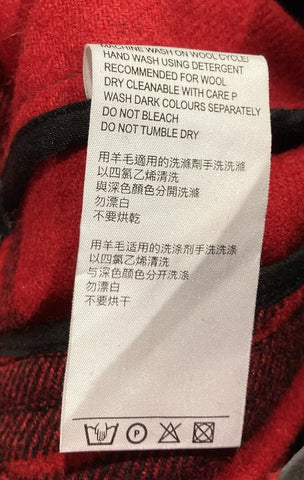 MACHINE WASH ON WOOL CYCLE/
HAND WASH USING DETERGENT
RECOMMENDED FOR WOOL
DRY CLEANABLE WITH CARE P
WASH DARK COLOURS SEPARATELY
DO NOT BLEACH
DO NOT TUMBLE DRY
用羊毛適用的洗滌劑手洗洗滌
以四氯乙烯清洗
與深色顏色分開洗滌
勿漂白
不要烘乾
用羊毛适用的洗涤剂手洗洗涤
以四氯乙烯清洗
与深色颜色分开洗涤
勿漂白
不要烘干
P